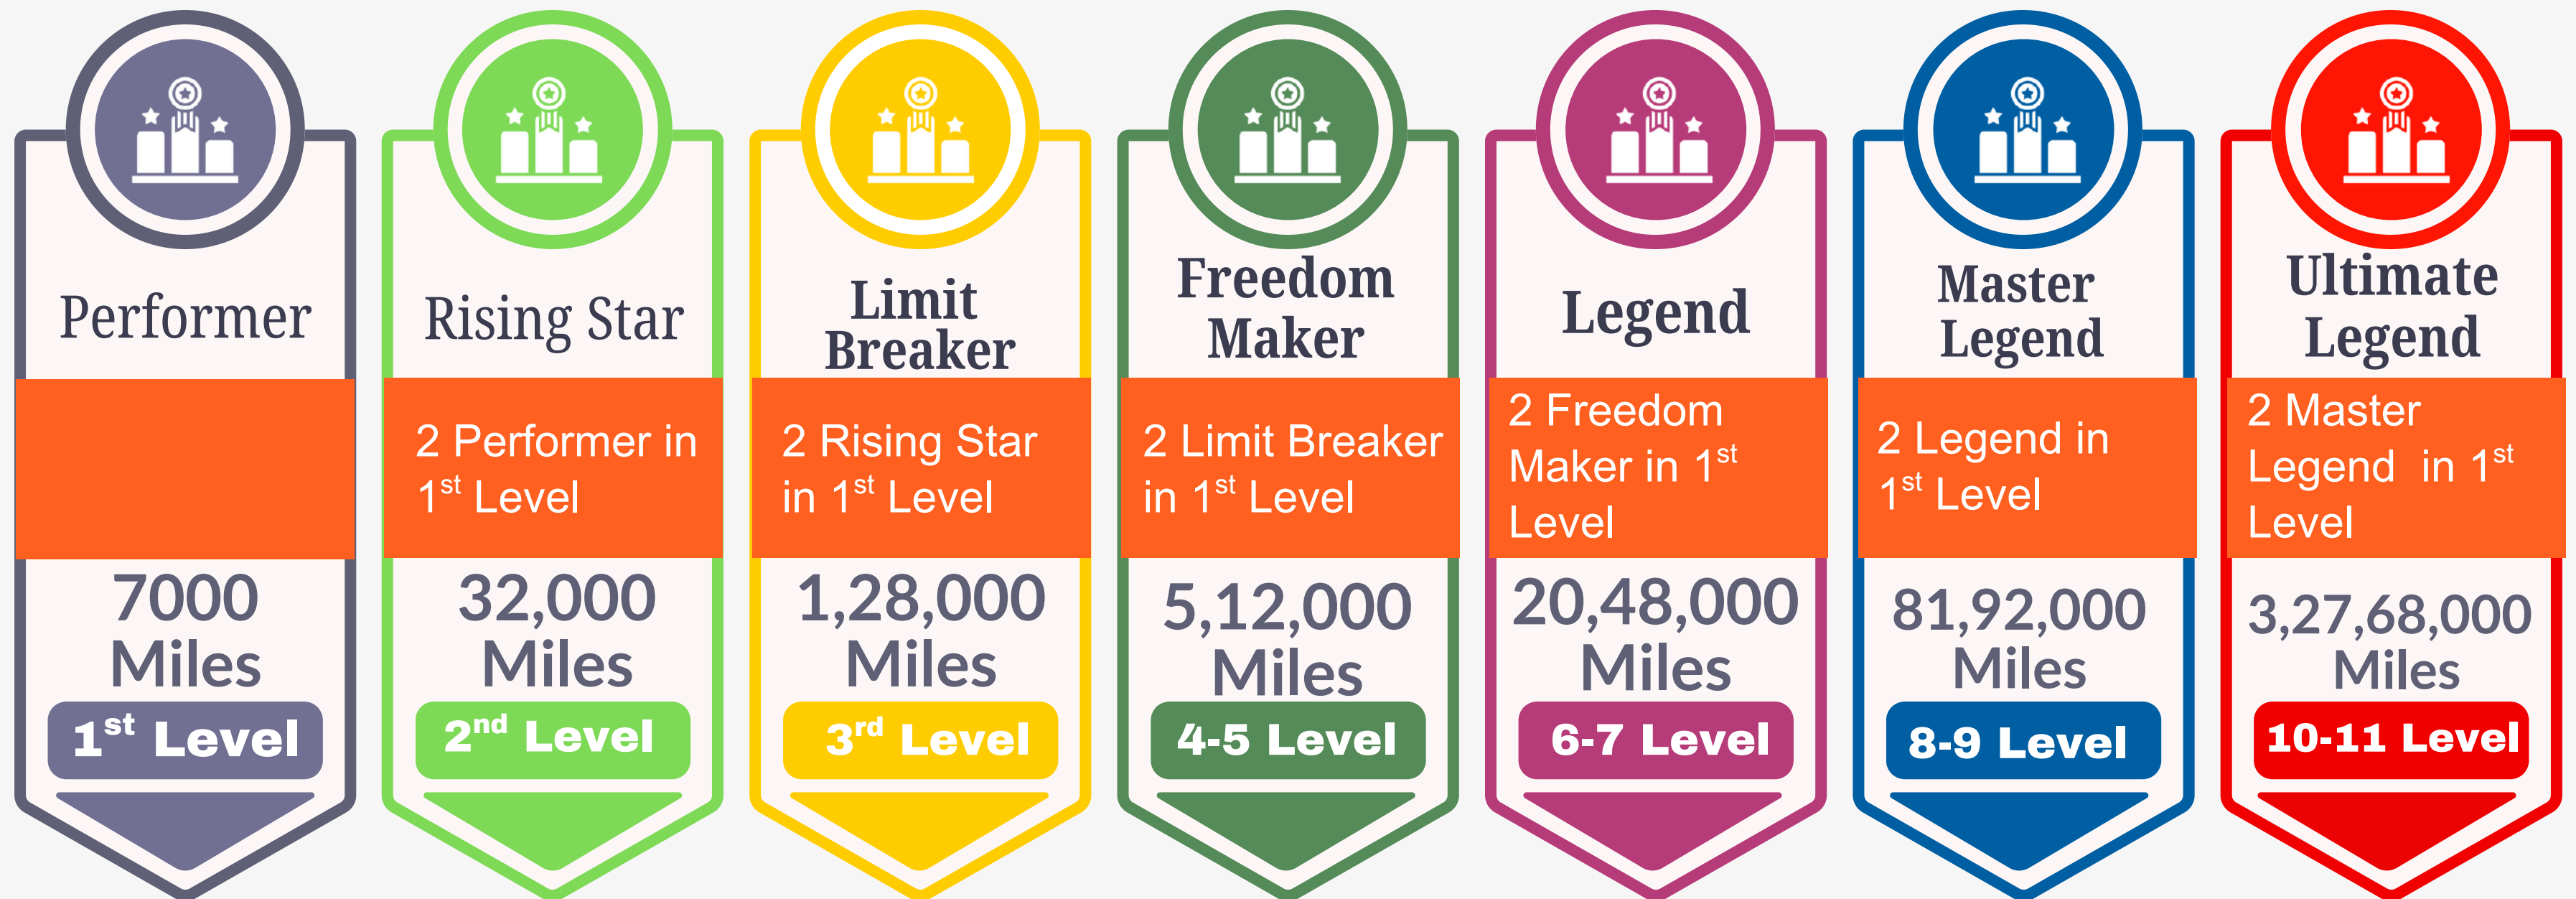 Performer
7000
Miles
1st Level
Rising Star
2 Performer in
1st Level
32,000
Miles
2nd Level
Limit
Breaker
2 Rising Star
in 1st Level
1,28,000
Miles
3rd Level
Freedom
Maker
2 Limit Breaker
in 1st Level
5,12,000
Miles
4-5 Level
Legend
2 Freedom
Maker in 1st
Level
20,48,000
Miles
6-7 Level
Master
Legend
2 Legend in
1st Level
81,92,000
Miles
8-9 Level
Ultimate
Legend
2 Master
Legend in 1st
Level
3,27,68,000
Miles
10-11 Level